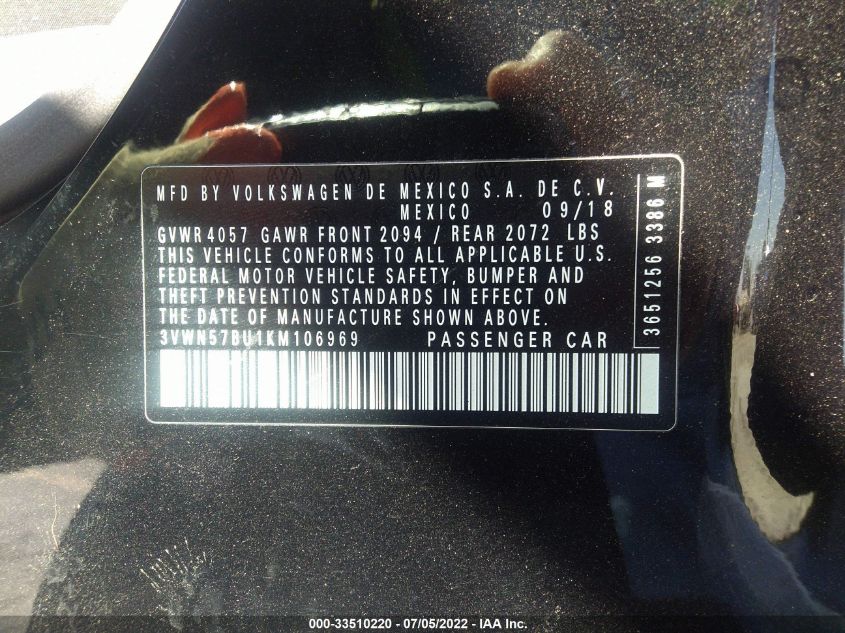 MFD BY VOLKSWAGEN DE MEXICO S.A. DE C.V.
MEXICO 09/18
GVWR 4057 GAWR FRONT 2094 / REAR 2072 LBS
THIS VEHICLE CONFORMS TO ALL APPLICABLE U.S.
FEDERAL MOTOR VEHICLE SAFETY, BUMPER AND
THEFT PREVENTION STANDARDS IN EFFECT ON
THE DATE OF MANUFACTURE SHOWN ABOVE.
3VWN57BU1KM106969 PASSENGER CAR
3651256 3386 M
000-33510220 - 07/05/2022 - IAA Inc.